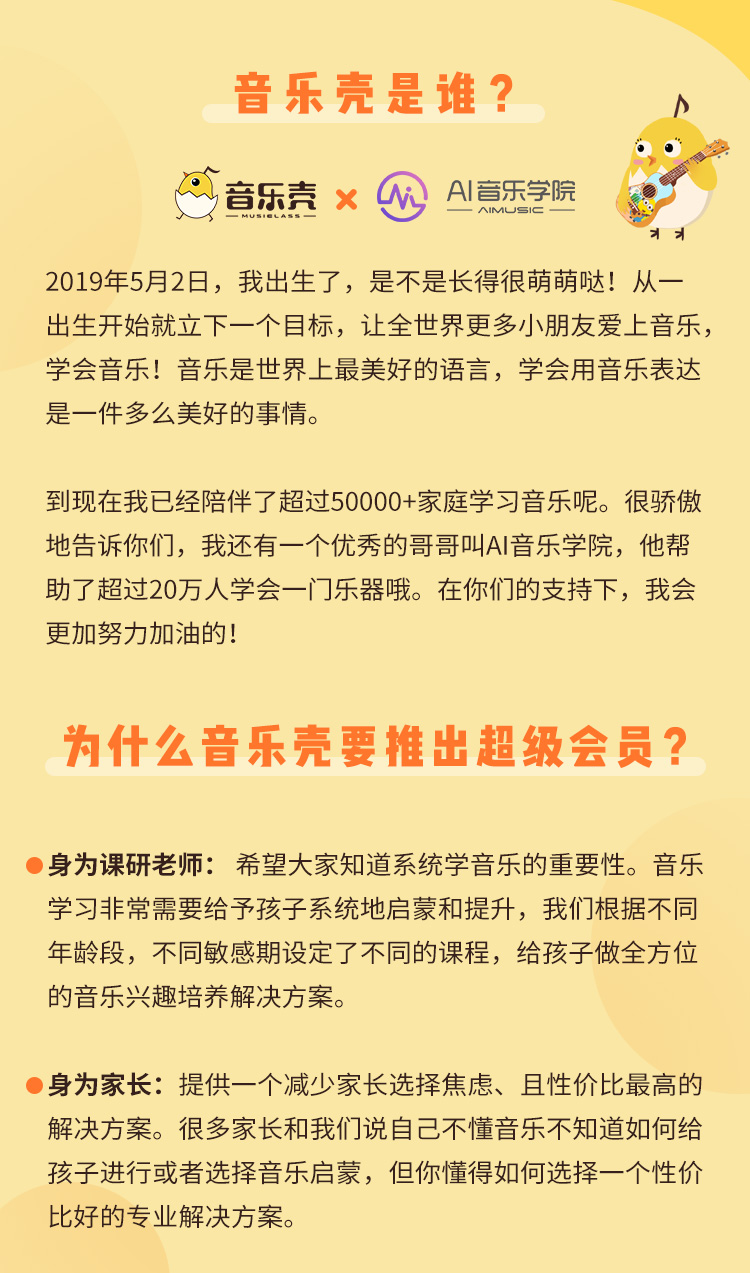 音乐壳是谁？
音乐壳
MUSICLASS
AI音乐学院
AIMUSIC
2019年5月2日，我出生了，是不是长得很萌萌哒！从一
出生开始就立下一个目标，让全世界更多小朋友爱上音乐，
学会音乐！音乐是世界上最美好的语言，学会用音乐表达
是一件多么美好的事情。
到现在我已经陪伴了超过50000+家庭学习音乐呢。很骄傲
地告诉你们，我还有一个优秀的哥哥叫AI音乐学院，他帮
助了超过20万人学会一门乐器哦。在你们的支持下，我会
更加努力加油的！
为什么音乐壳要推出超级会员？
身为课研老师： 希望大家知道系统学音乐的重要性。音乐
学习非常需要给予孩子系统地启蒙和提升，我们根据不同
年龄段，不同敏感期设定了不同的课程，给孩子做全方位
的音乐兴趣培养解决方案。
身为家长：提供一个减少家长选择焦虑、且性价比最高的
解决方案。很多家长和我们说自己不懂音乐不知道如何给
孩子进行或者选择音乐启蒙，但你懂得如何选择一个性价
比好的专业解决方案。